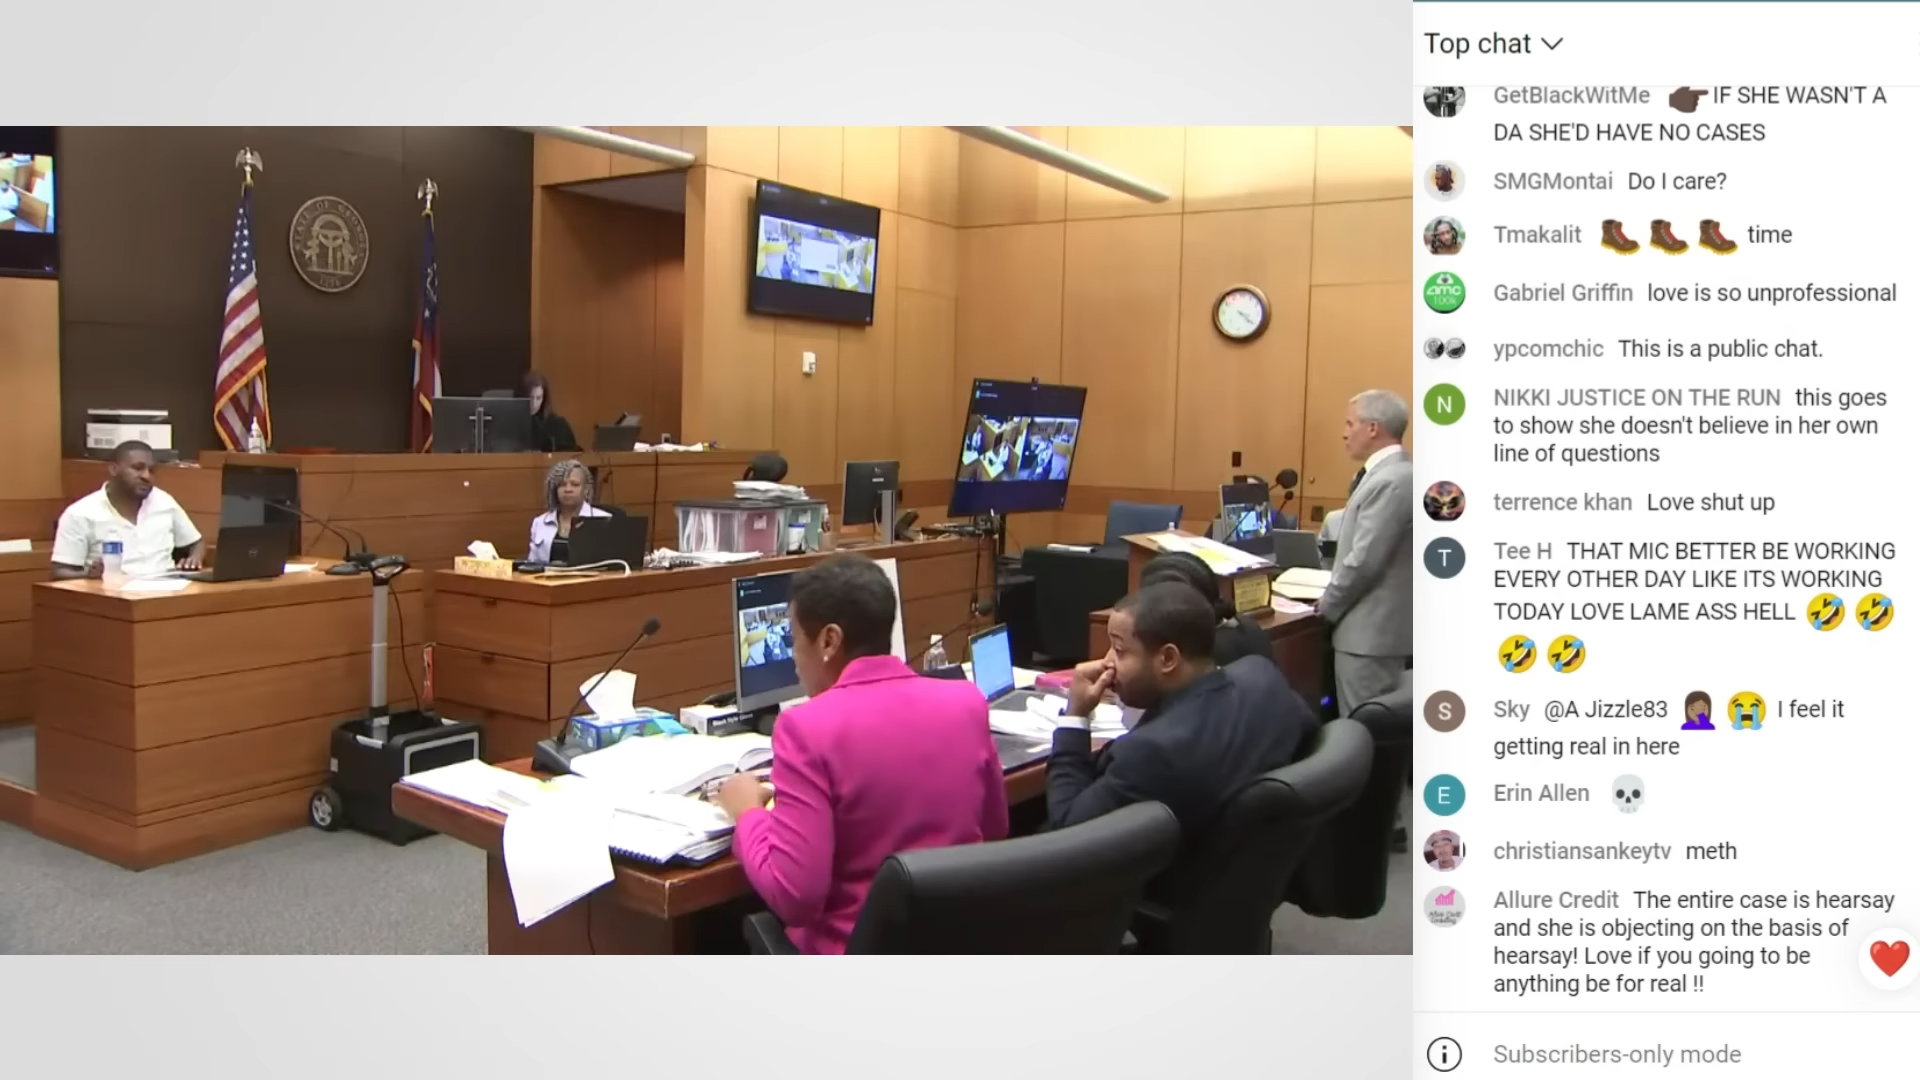 Top chat
GetBlackWitMe IF SHE WASN'T A
DA SHE'D HAVE NO CASES
SMGMontai Do I care?
Tmakalit time
amc
100k
Gabriel Griffin love is so unprofessional
ypcomchic This is a public chat.
N
NIKKI JUSTICE ON THE RUN this goes
to show she doesn't believe in her own
line of questions
terrence khan Love shut up
T
Tee H THAT MIC BETTER BE WORKING
EVERY OTHER DAY LIKE ITS WORKING
TODAY LOVE LAME ASS HELL
S
Sky @A Jizzle83 I feel it
getting real in here
E
Erin Allen
christiansankeytv meth
Allure Credit The entire case is hearsay
and she is objecting on the basis of
hearsay! Love if you going to be
anything be for real !!
Subscribers-only mode
STATE OF GEORGIA